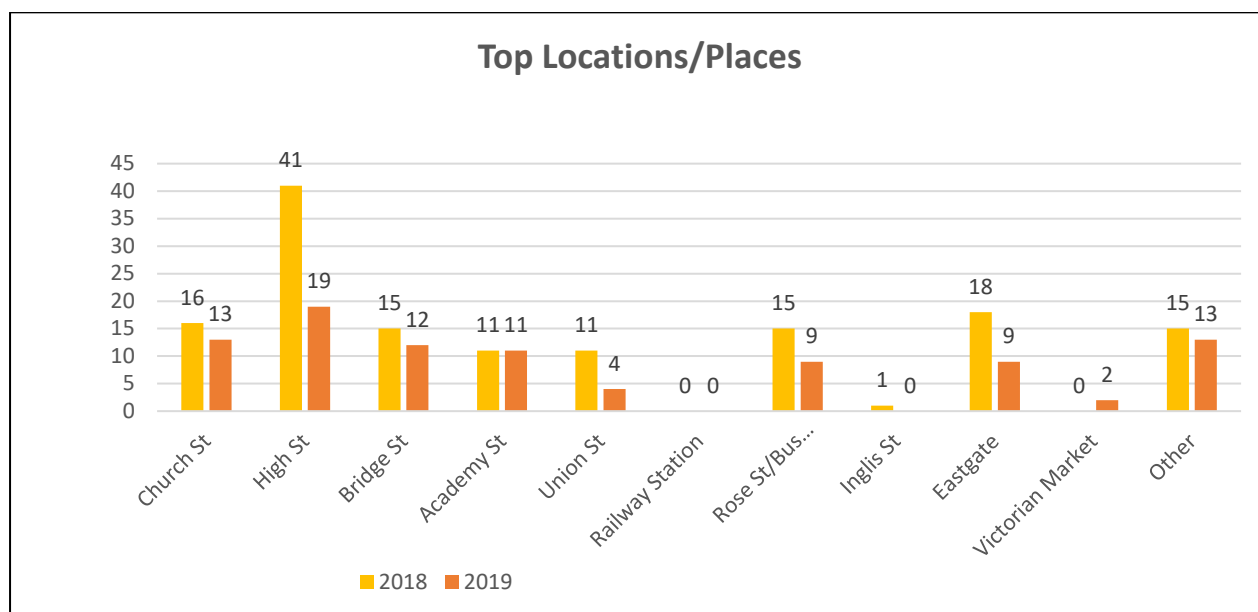 Top Locations/Places
45
40
35
30
25
20
15
10
5
0
16 13
41 19
15 12
11 11
11 4
0 0
15 9
1 0
18 9
0 2
15 13
Church St
High St
Bridge St
Academy St
Union St
Railway Station
Rose St/Bus...
Inglis St
Eastgate
Victorian Market
Other
2018 2019